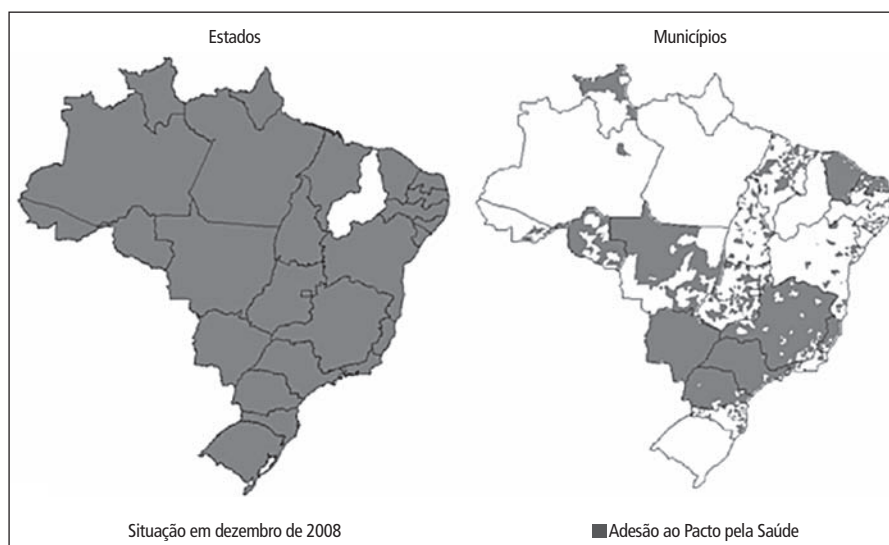 Estados
Municípios
Situação em dezembro de 2008
Adesão ao Pacto pela Saúde